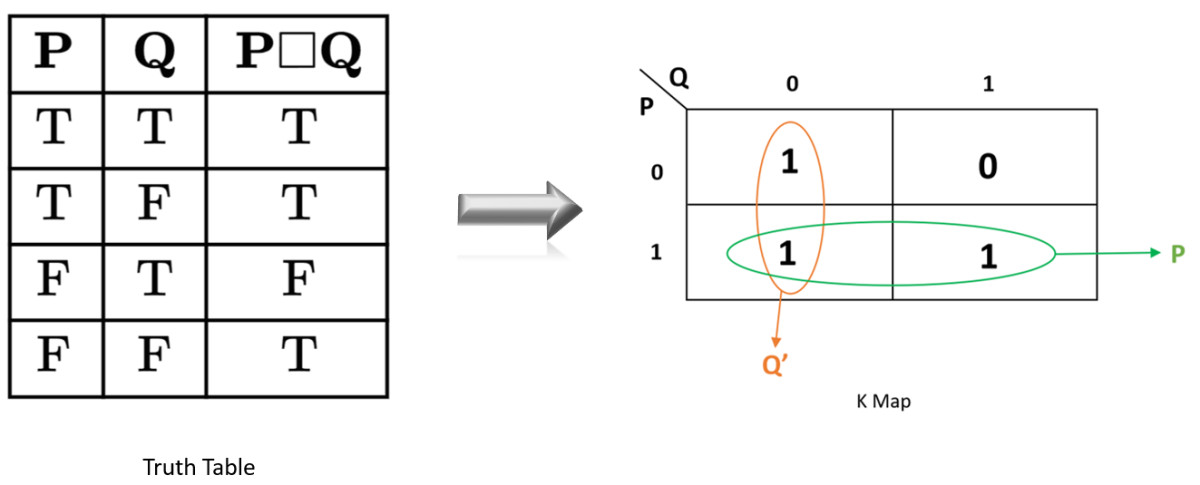 P Q P□Q
T T T
T F T
F T F
F F T
Truth Table
Q
P
0 1
0 1 0
1 1 1
P
Q’
K Map